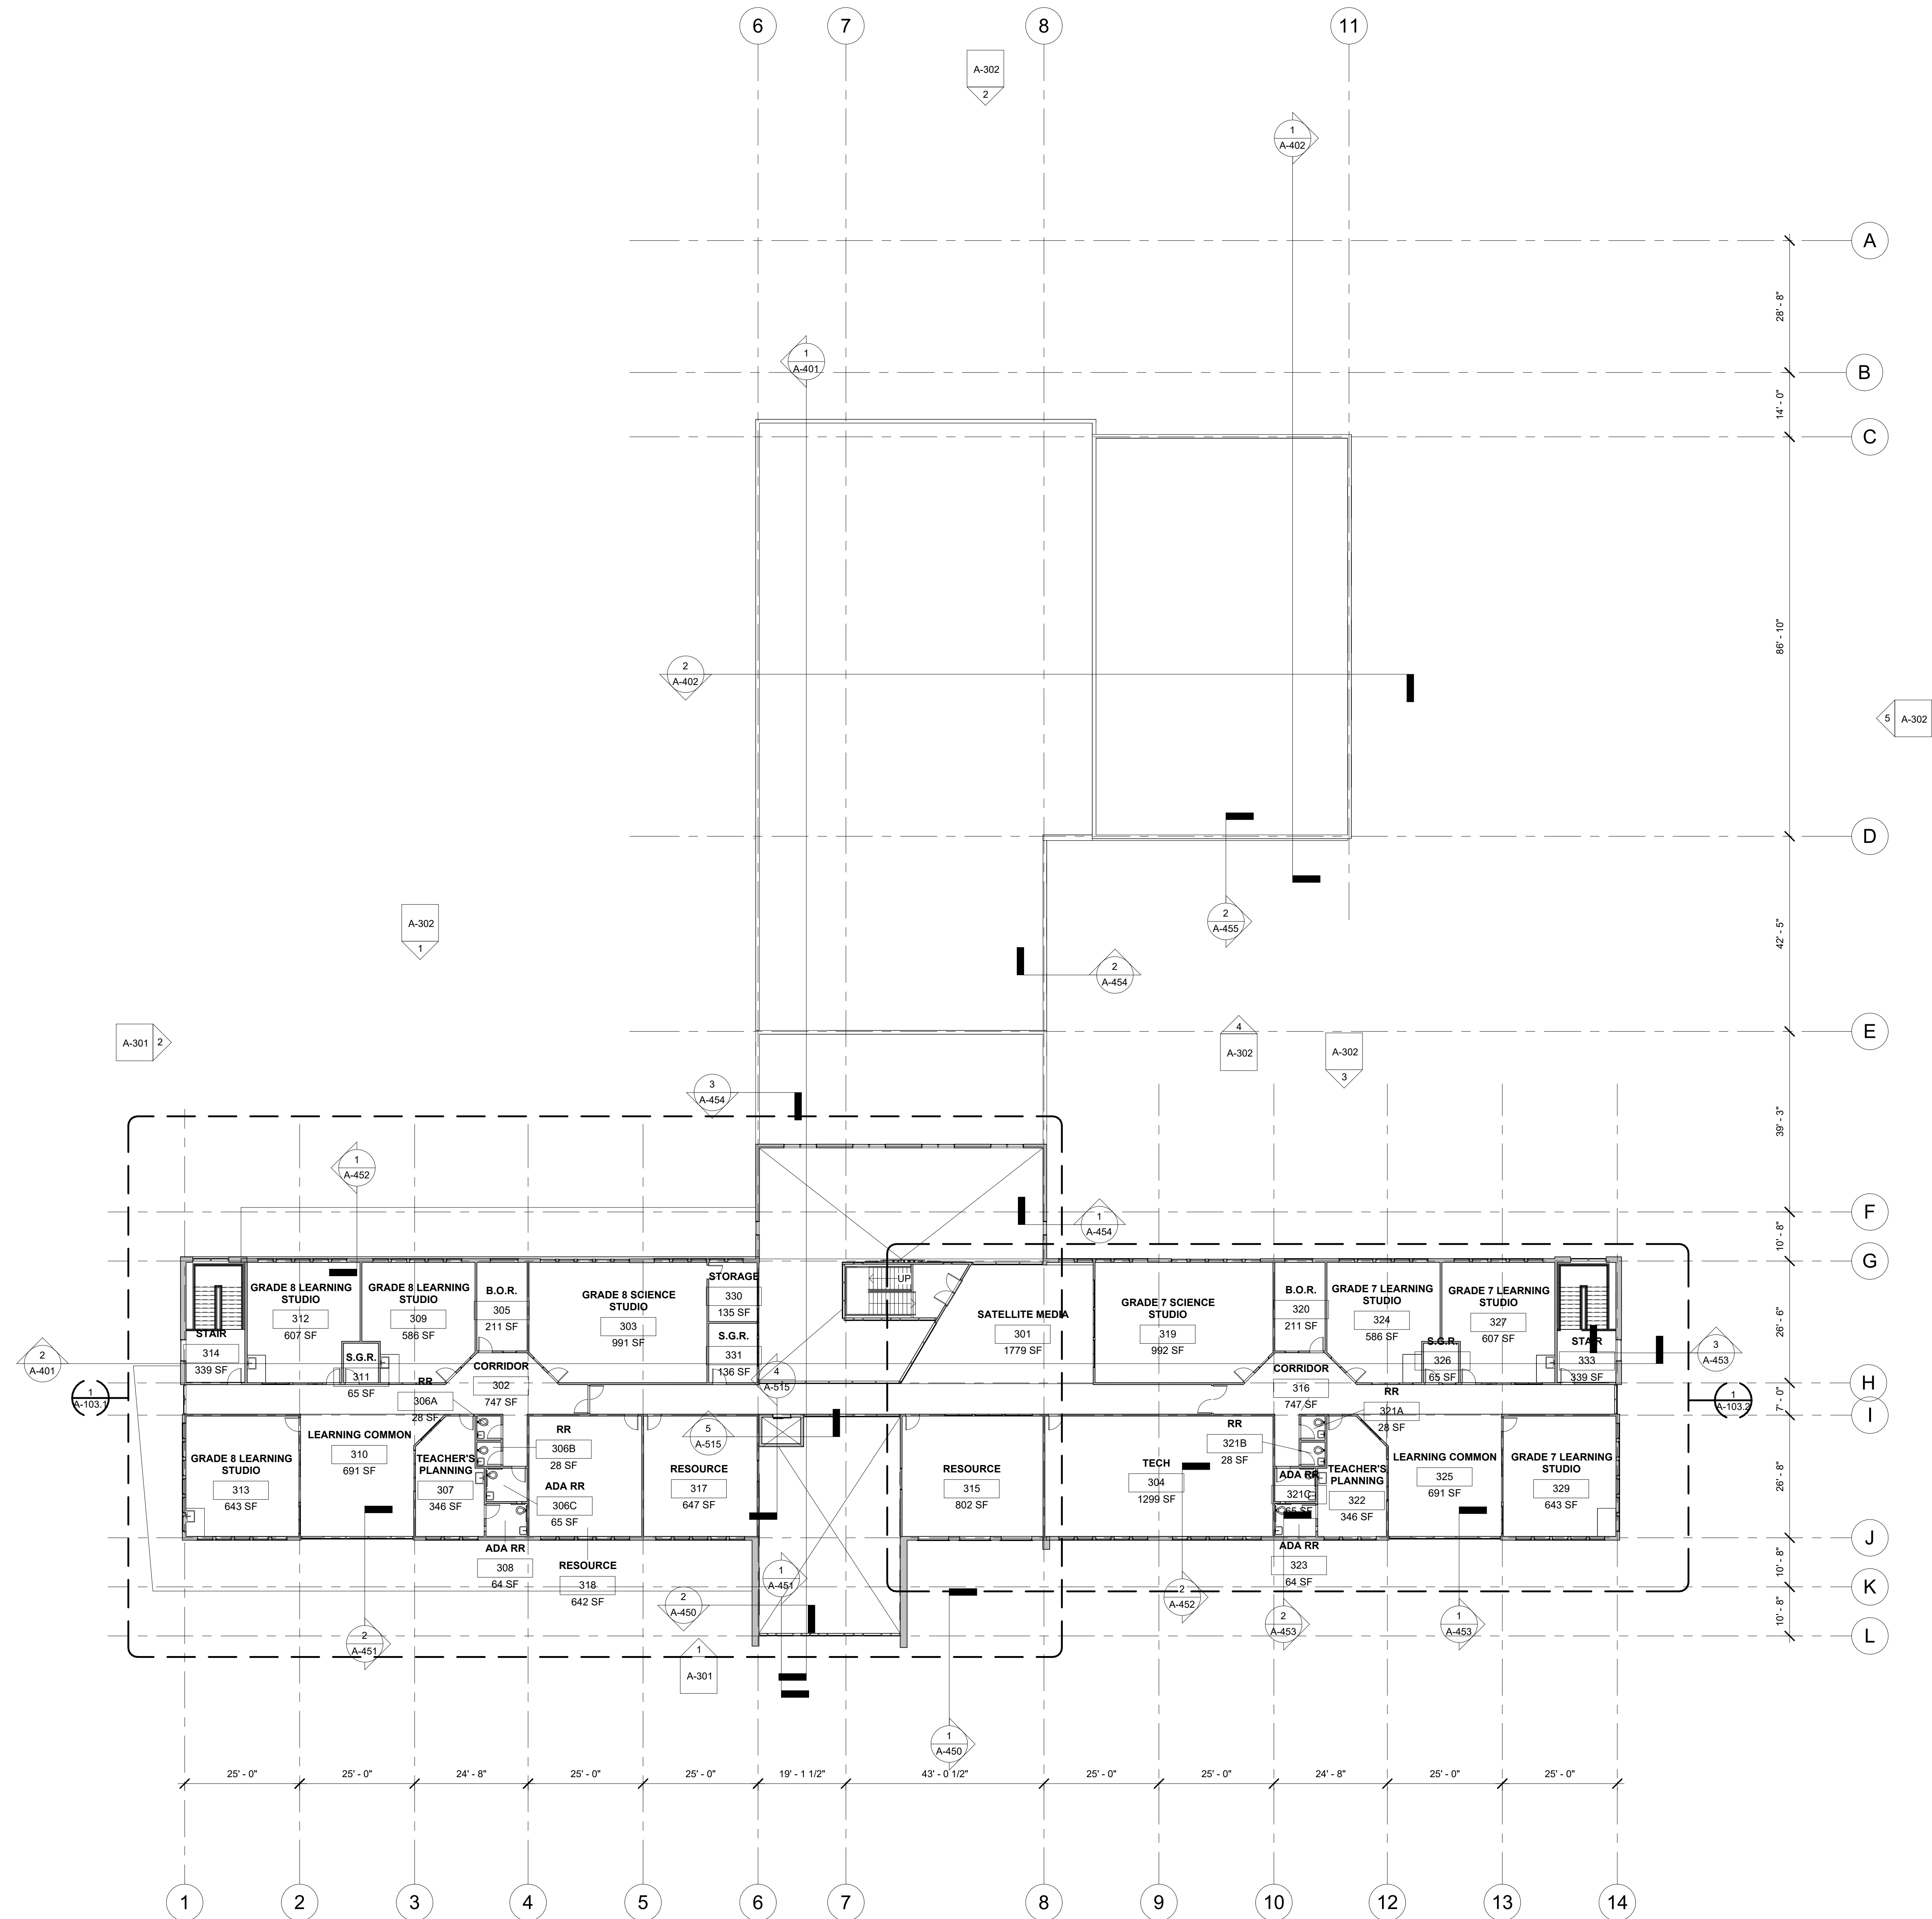 6
7
8
11
A-302
2
1
A-402
A
28' - 8"
1
A-401
B
14' - 0"
C
86' - 10"
2
A-402
5
A-302
D
42' - 5"
A-302
1
2
A-455
2
A-454
A-301
2
4
A-302
A-302
3
E
39' - 3"
3
A-454
1
A-452
1
A-454
F
10' - 8"
G
GRADE 8 LEARNING
STUDIO
312
607 SF
GRADE 8 LEARNING
STUDIO
309
586 SF
B.O.R.
305
211 SF
GRADE 8 SCIENCE
STUDIO
303
991 SF
STORAGE
330
135 SF
S.G.R.
331
136 SF
UP
SATELLITE MEDIA
301
1779 SF
GRADE 7 SCIENCE
STUDIO
319
992 SF
B.O.R.
320
211 SF
GRADE 7 LEARNING
STUDIO
324
586 SF
GRADE 7 LEARNING
STUDIO
327
607 SF
26' - 6"
STAIR
314
339 SF
S.G.R.
311
65 SF
CORRIDOR
302
747 SF
4
A-515
CORRIDOR
316
747 SF
S.G.R.
326
65 SF
STAIR
333
339 SF
2
A-401
3
A-453
H
1
A-103.1
RR
306A
28 SF
RR
321A
28 SF
1
A-103.2
7' - 0"
I
GRADE 8 LEARNING
STUDIO
313
643 SF
LEARNING COMMON
310
691 SF
TEACHER'S
PLANNING
307
346 SF
RR
306B
28 SF
ADA RR
306C
65 SF
5
A-515
RESOURCE
317
647 SF
RESOURCE
315
802 SF
TECH
304
1299 SF
RR
321B
28 SF
ADA RR
321C
65 SF
TEACHER'S
PLANNING
322
346 SF
LEARNING COMMON
325
691 SF
GRADE 7 LEARNING
STUDIO
329
643 SF
26' - 8"
J
ADA RR
308
64 SF
RESOURCE
318
642 SF
1
A-451
2
A-450
ADA RR
323
64 SF
10' - 8"
K
2
A-452
2
A-453
1
A-453
10' - 8"
L
2
A-451
1
A-301
1
A-450
25' - 0"
25' - 0"
24' - 8"
25' - 0"
25' - 0"
19' - 1 1/2"
43' - 0 1/2"
25' - 0"
25' - 0"
24' - 8"
25' - 0"
25' - 0"
1
2
3
4
5
6
7
8
9
10
12
13
14